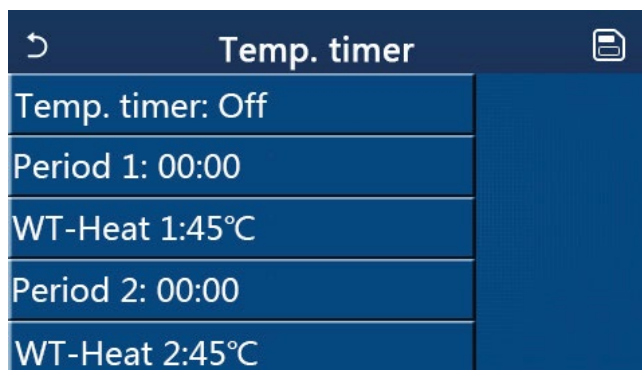 Temp. timer
Temp. timer: Off
Period 1: 00:00
WT-Heat 1:45℃
Period 2: 00:00
WT-Heat 2:45℃